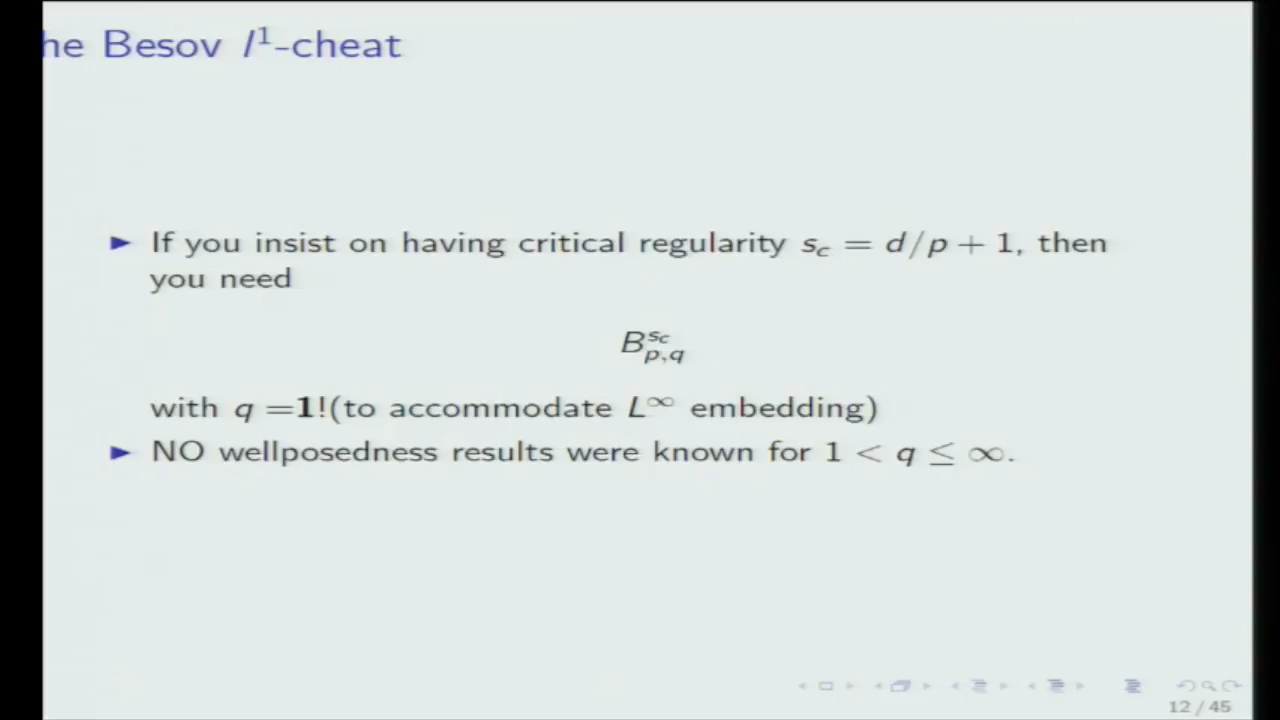 he Besov l¹-cheat
► If you insist on having critical regularity s_c = d/p + 1, then
you need
B^{s_c}_{p,q}
with q =1!(to accommodate L^∞ embedding)
► NO wellposedness results were known for 1 < q ≤ ∞.
12 / 45